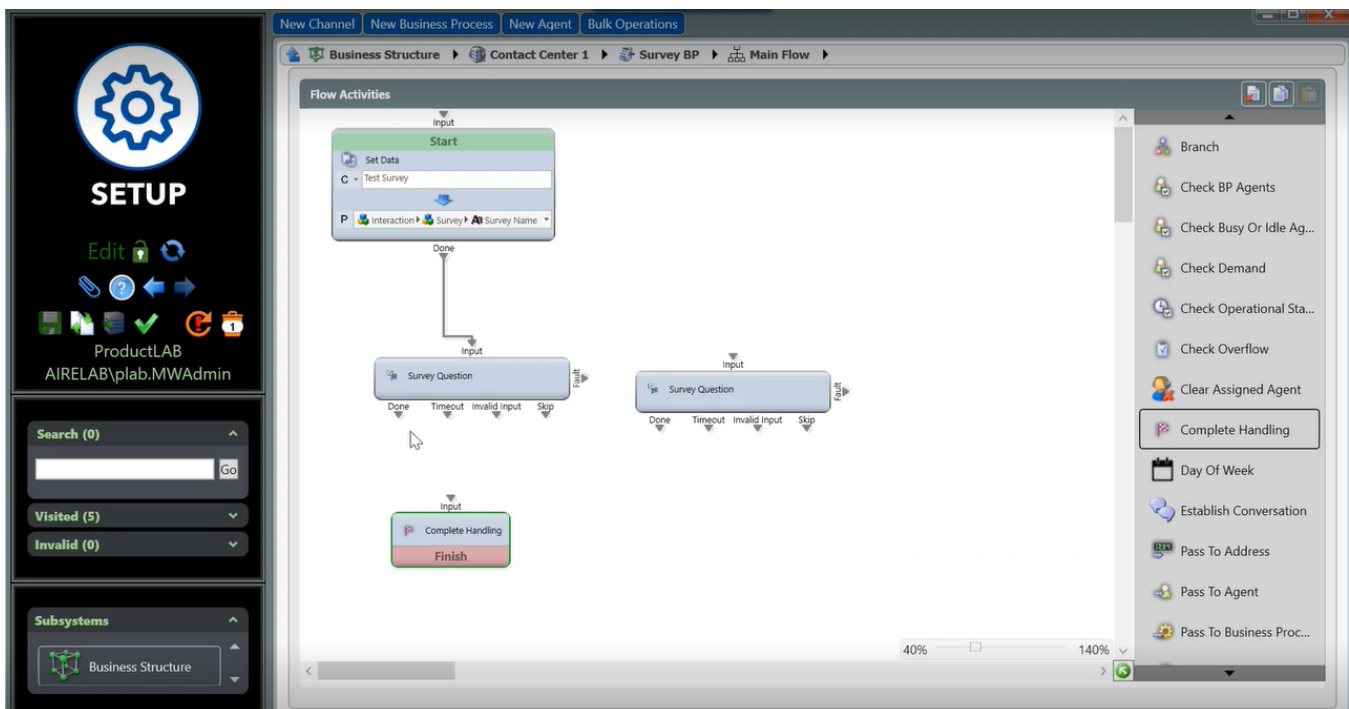 New Channel New Business Process New Agent Bulk Operations
Business Structure Contact Center 1 Survey BP Main Flow
SETUP
Edit
1
ProductLAB
AIRELAB\plab.MWAdmin
Search (0)
Go
Visited (5)
Invalid (0)
Subsystems
Business Structure
Flow Activities
Input
Start
Set Data
C Test Survey
P Interaction Survey Survey Name
Done
Input
Survey Question
Fault
Done Timeout Invalid Input Skip
Input
Survey Question
Fault
Done Timeout Invalid Input Skip
Input
Complete Handling
Finish
40% 140%
Branch
Check BP Agents
Check Busy Or Idle Ag...
Check Demand
Check Operational Sta...
Check Overflow
Clear Assigned Agent
Complete Handling
Day Of Week
Establish Conversation
Pass To Address
Pass To Agent
Pass To Business Proc...